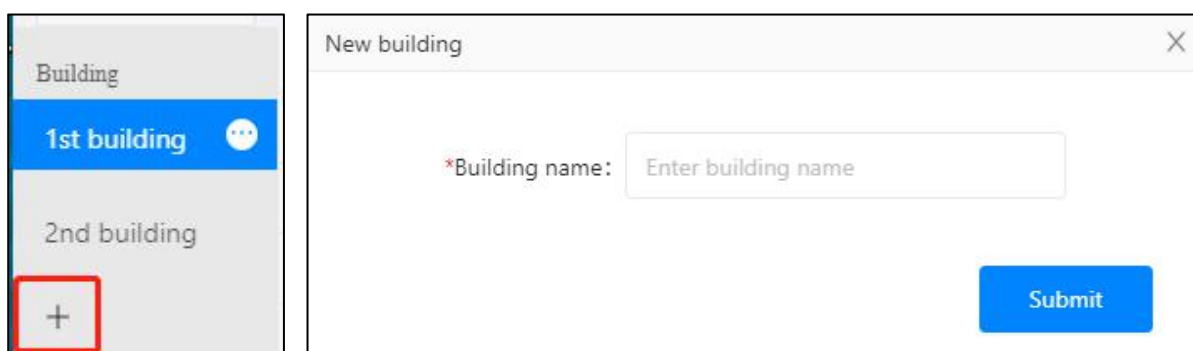 Building
1st building
2nd building
+
New building
*Building name:
Enter building name
Submit